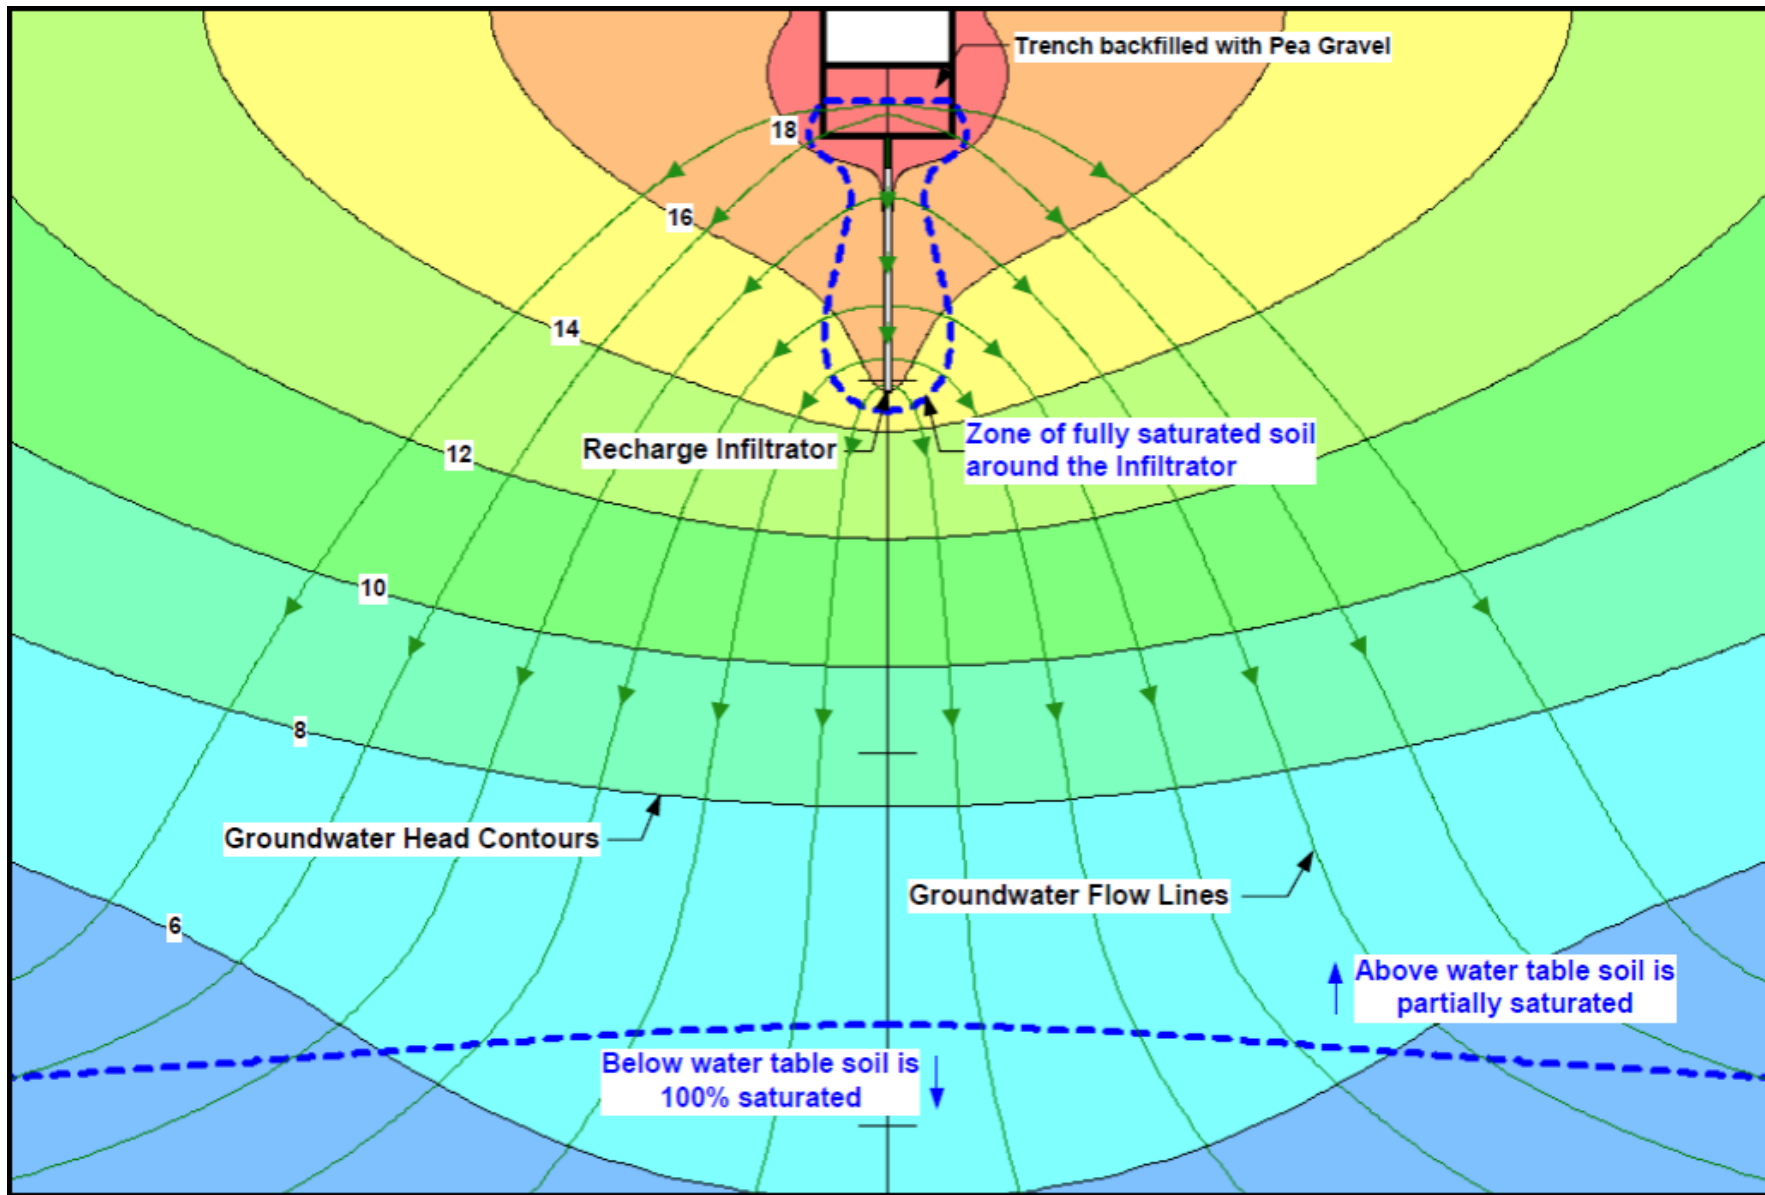 Trench backfilled with Pea Gravel
18
16
14
Recharge Infiltrator
Zone of fully saturated soil
around the Infiltrator
12
10
8
Groundwater Head Contours
Groundwater Flow Lines
6
Above water table soil is
partially saturated
Below water table soil is
100% saturated